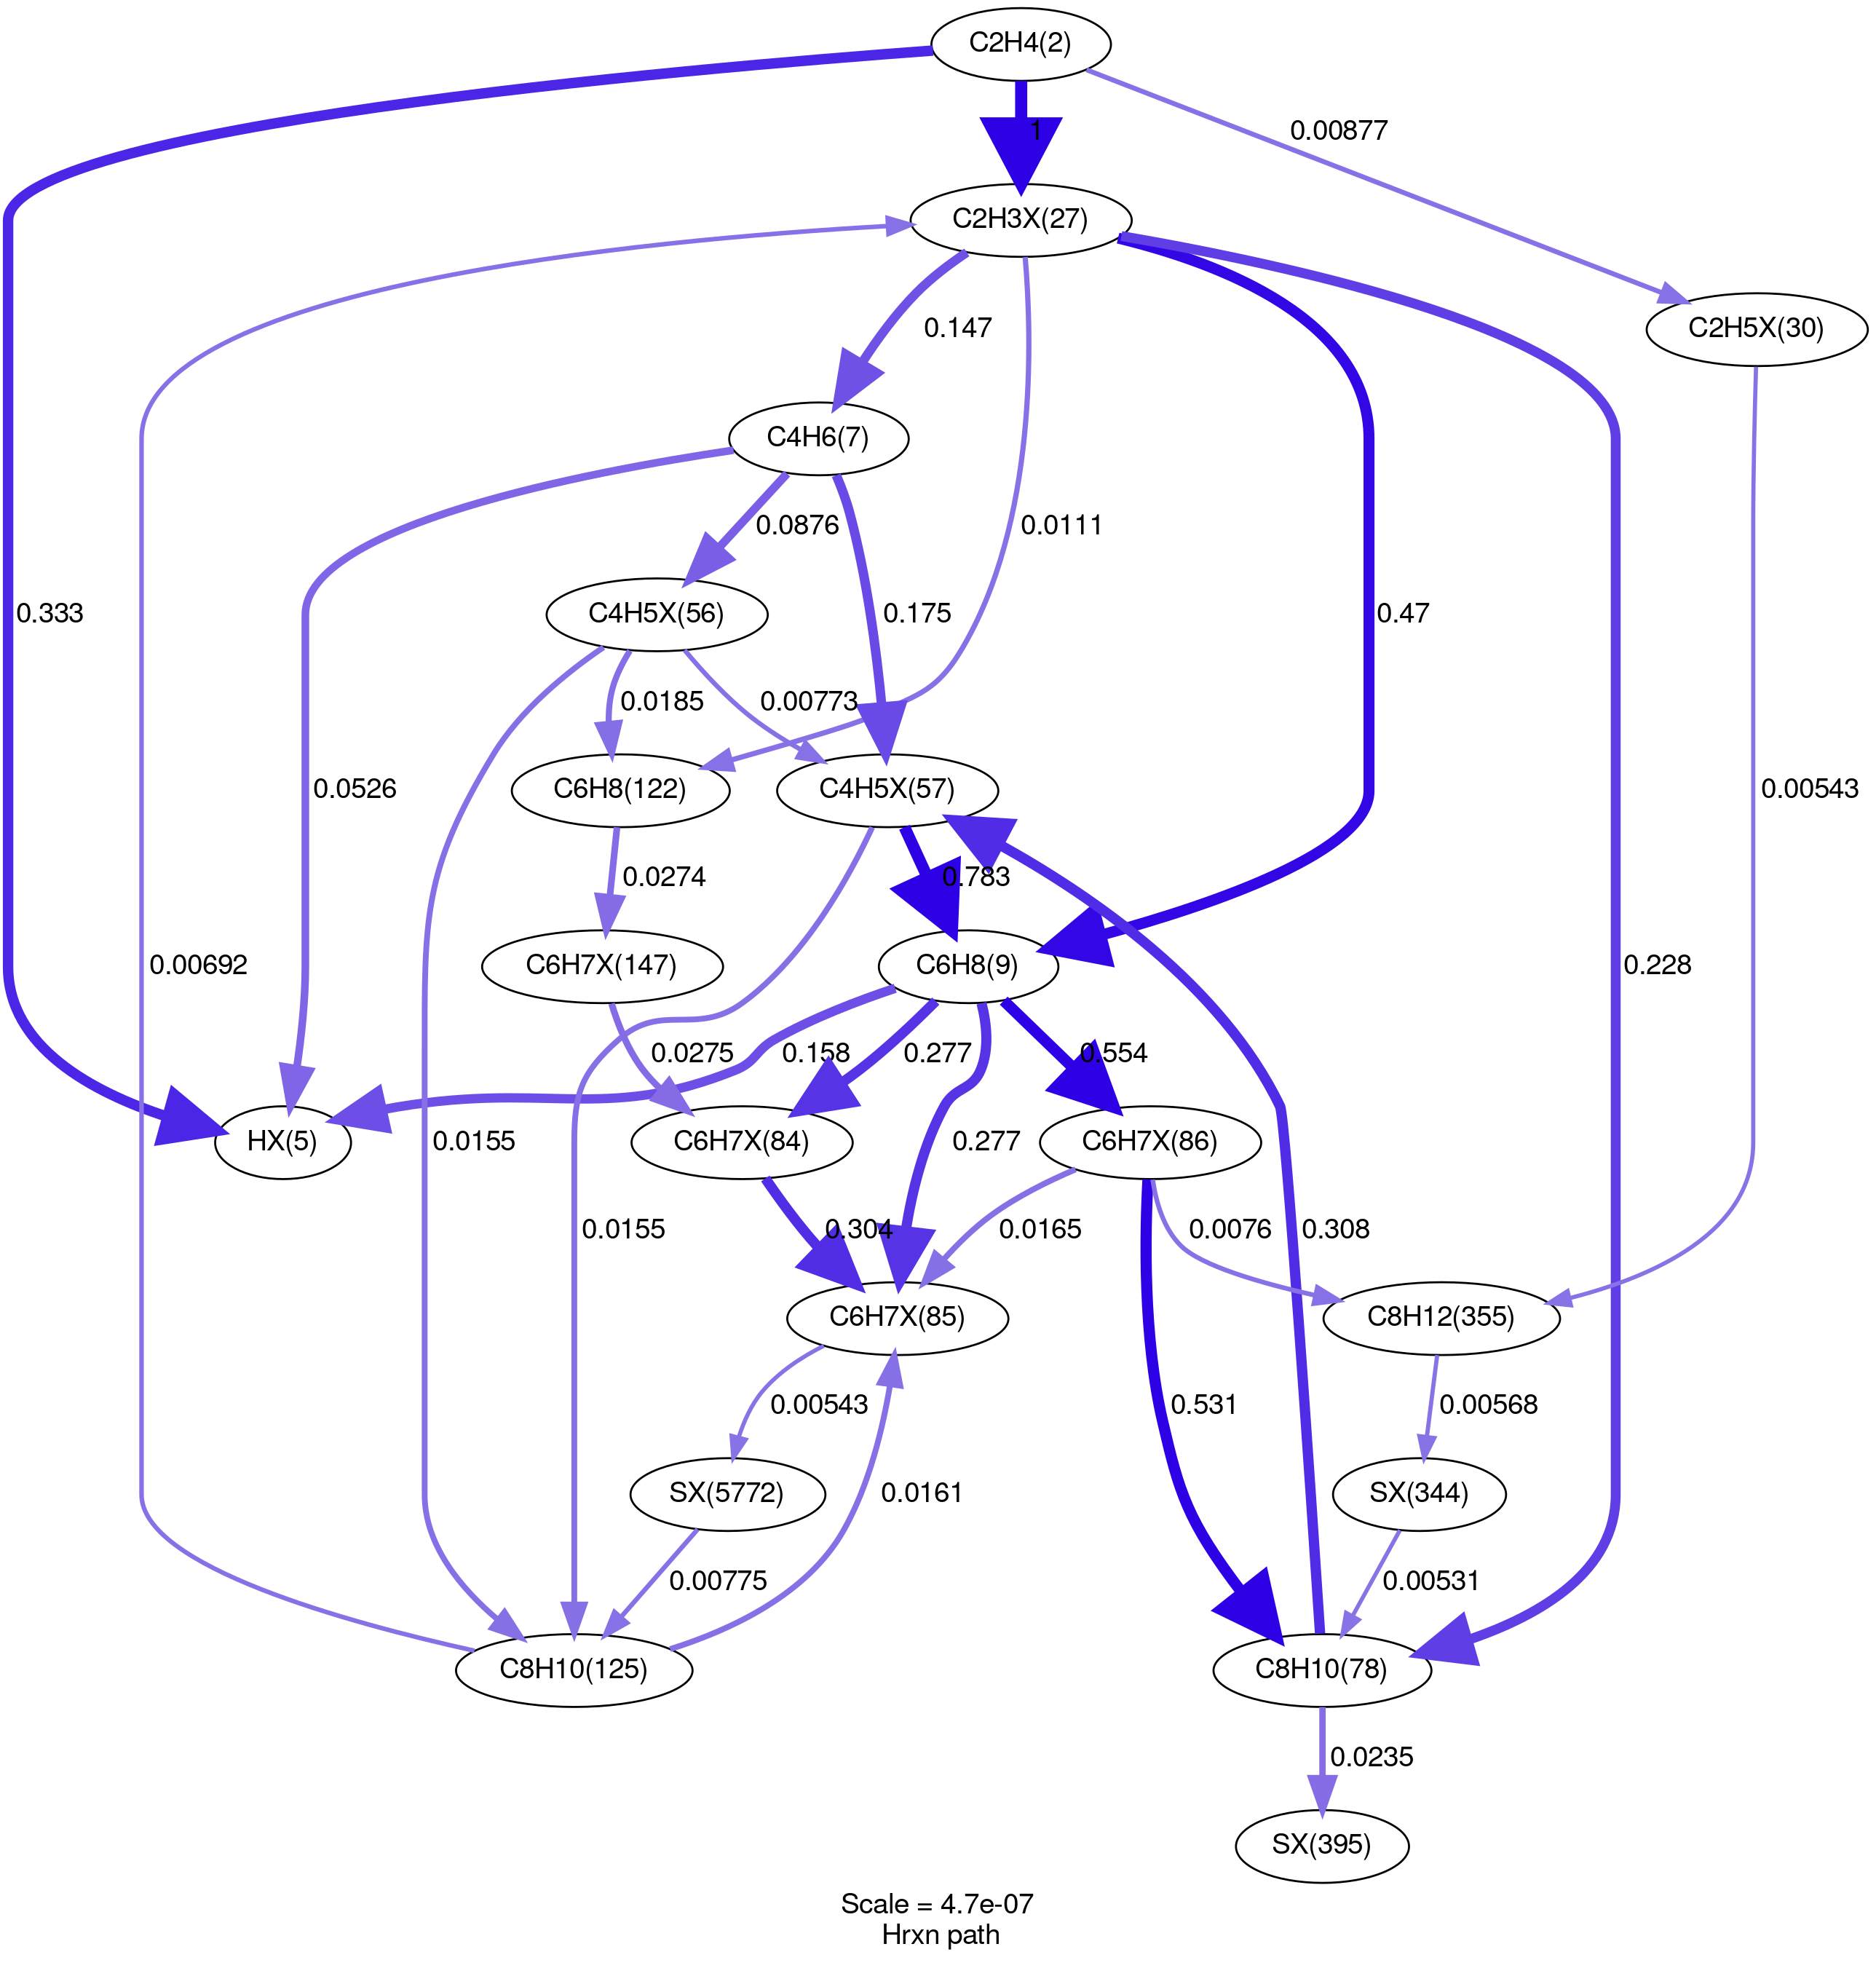 C2H4(2)
1
0.00877
C2H3X(27)
C2H5X(30)
0.147
C4H6(7)
0.0876
0.0111
0.333
C4H5X(56)
0.175
0.47
0.0185
0.00773
0.0526
C6H8(122)
C4H5X(57)
0.00543
0.0274
0.783
0.00692
C6H7X(147)
C6H8(9)
0.228
0.0275
0.158
0.277
0.554
HX(5)
0.0155
C6H7X(84)
0.277
C6H7X(86)
0.0155
0.304
0.0165
0.0076
0.308
C6H7X(85)
C8H12(355)
0.00543
0.531
0.00568
SX(5772)
0.0161
SX(344)
0.00775
0.00531
C8H10(125)
C8H10(78)
0.0235
SX(395)
Scale = 4.7e-07
Hrxn path